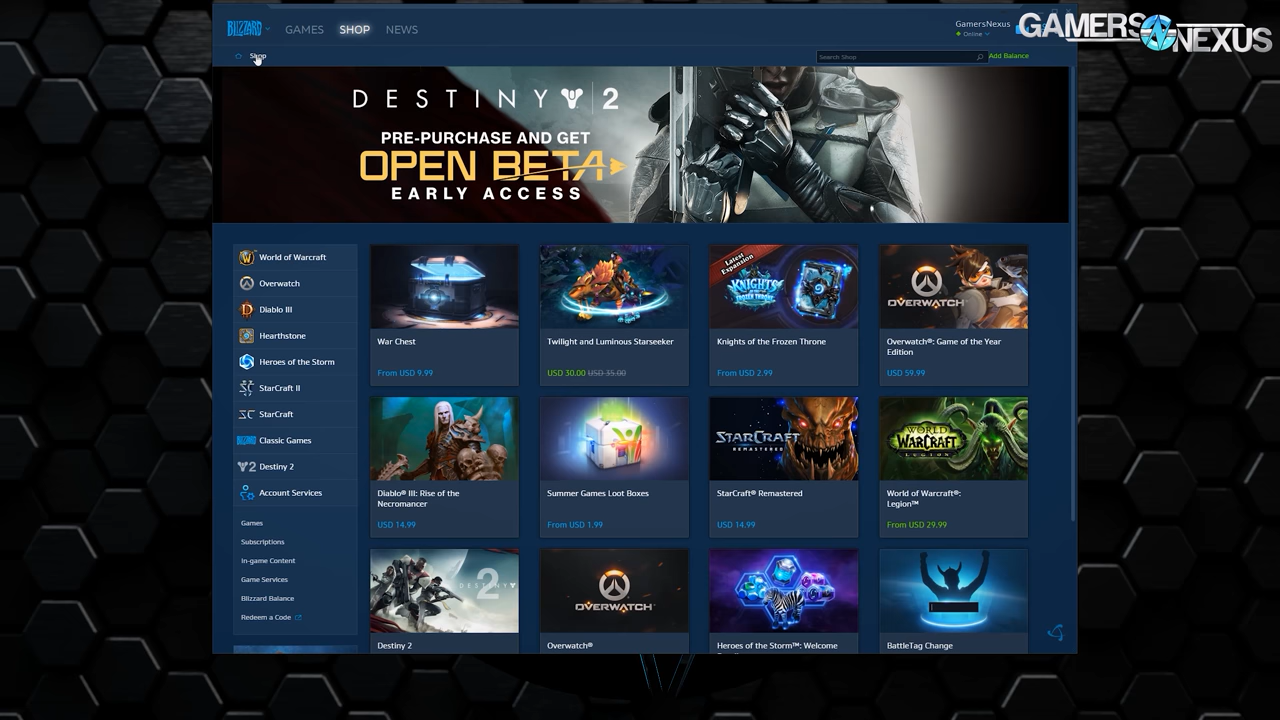 BLIZZARD
GAMES
SHOP
NEWS
GamersNexus
Online
GAMERS NEXUS
Shop
Search Shop
Add Balance
DESTINY 2
PRE-PURCHASE AND GET
OPEN BETA
EARLY ACCESS
World of Warcraft
Overwatch
Diablo III
Hearthstone
Heroes of the Storm
StarCraft II
StarCraft
Classic Games
Destiny 2
Account Services
Games
Subscriptions
In-game Content
Game Services
Blizzard Balance
Redeem a Code
War Chest
From USD 9.99
Twilight and Luminous Starseeker
USD 30.00 USD 35.00
Latest
Expansion
KNIGHTS
OF THE
FROZEN THRONE
Knights of the Frozen Throne
From USD 2.99
OVERWATCH
Overwatch®: Game of the Year
Edition
USD 59.99
Diablo® III: Rise of the
Necromancer
USD 14.99
Summer Games Loot Boxes
From USD 1.99
STARCRAFT
REMASTERED
StarCraft® Remastered
USD 14.99
WORLD
OF
WARCRAFT
LEGION
World of Warcraft®:
Legion™
From USD 29.99
DESTINY
2
Destiny 2
OVERWATCH
Overwatch®
Heroes of the Storm™: Welcome
BattleTag Change